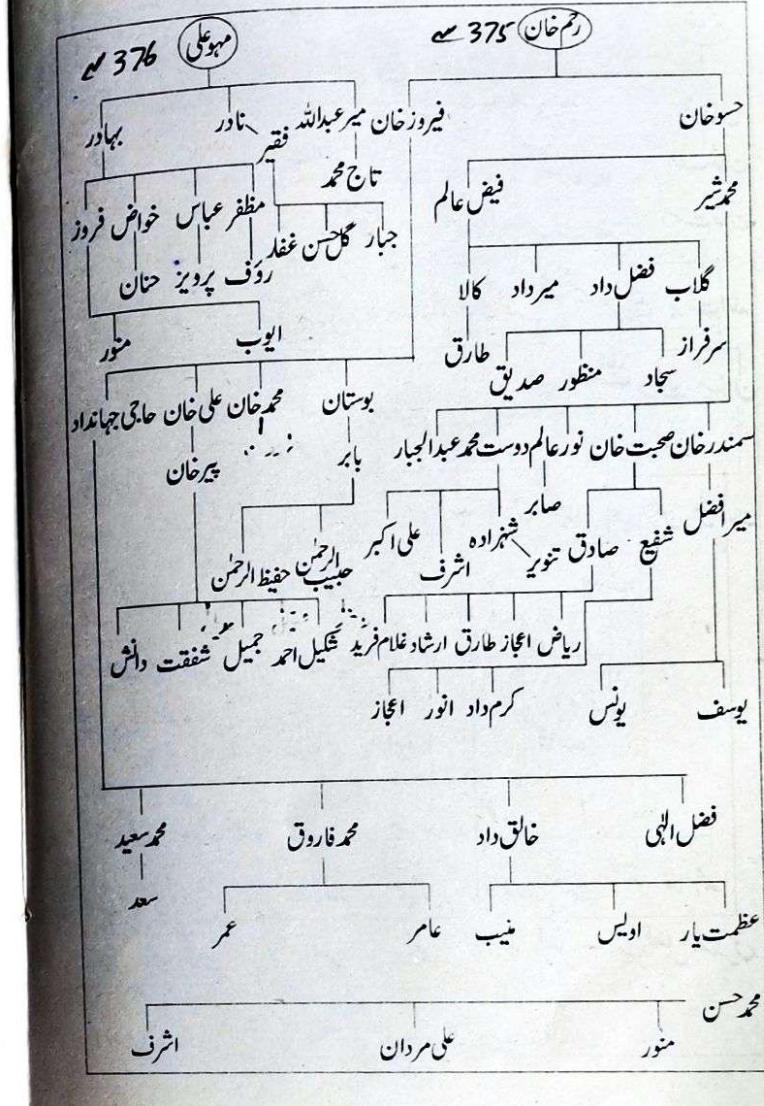 رحم خان 375 سے
مہو علی 376 سے
حسو خان فیروز خان میر عبداللہ فقیر نادر بہادر
محمد شیر فیض عالم تاج محمد
مظفر عباس خواض فروز
جبار گل حسن غفار
گلاب فضل داد میر داد کالا رؤف پرویز حنان
سرفراز سجاد منظور صدیق طارق ایوب منور
بوستان محمد خان علی خان حاجی جہانداد
سمندر خان صحبت خان نور عالم دوست محمد عبدالجبار بابر پیر خان
میر افضل شفیع صادق صابر تنویر شہزادہ اشرف علی اکبر
حبیب الرحمٰن حفیظ الرحمٰن
ریاض اعجاز طارق ارشاد غلام فرید شکیل احمد جمیل شفقت دانش
یوسف یونس کرم داد انور اعجاز
فضل الٰہی خالق داد محمد فاروق محمد سعید
سعد
عظمت یار اویس منیب عامر عمر
محمد حسن
منور علی مردان اشرف